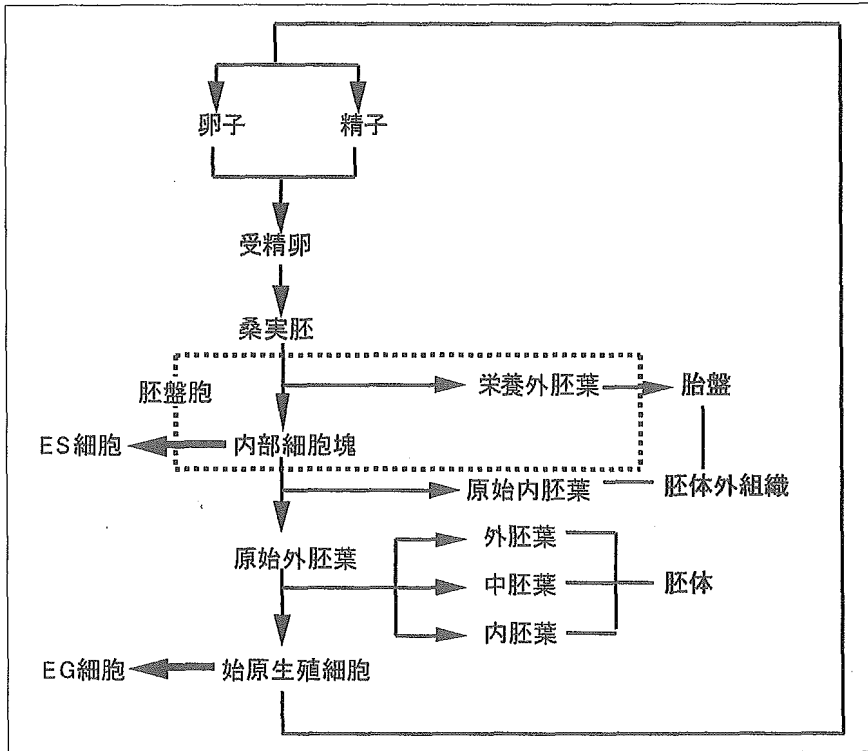 卵子
精子
受精卵
桑実胚
胚盤胞
栄養外胚葉
胎盤
ES細胞
内部細胞塊
原始内胚葉
胚体外組織
原始外胚葉
外胚葉
中胚葉
胚体
内胚葉
EG細胞
始原生殖細胞